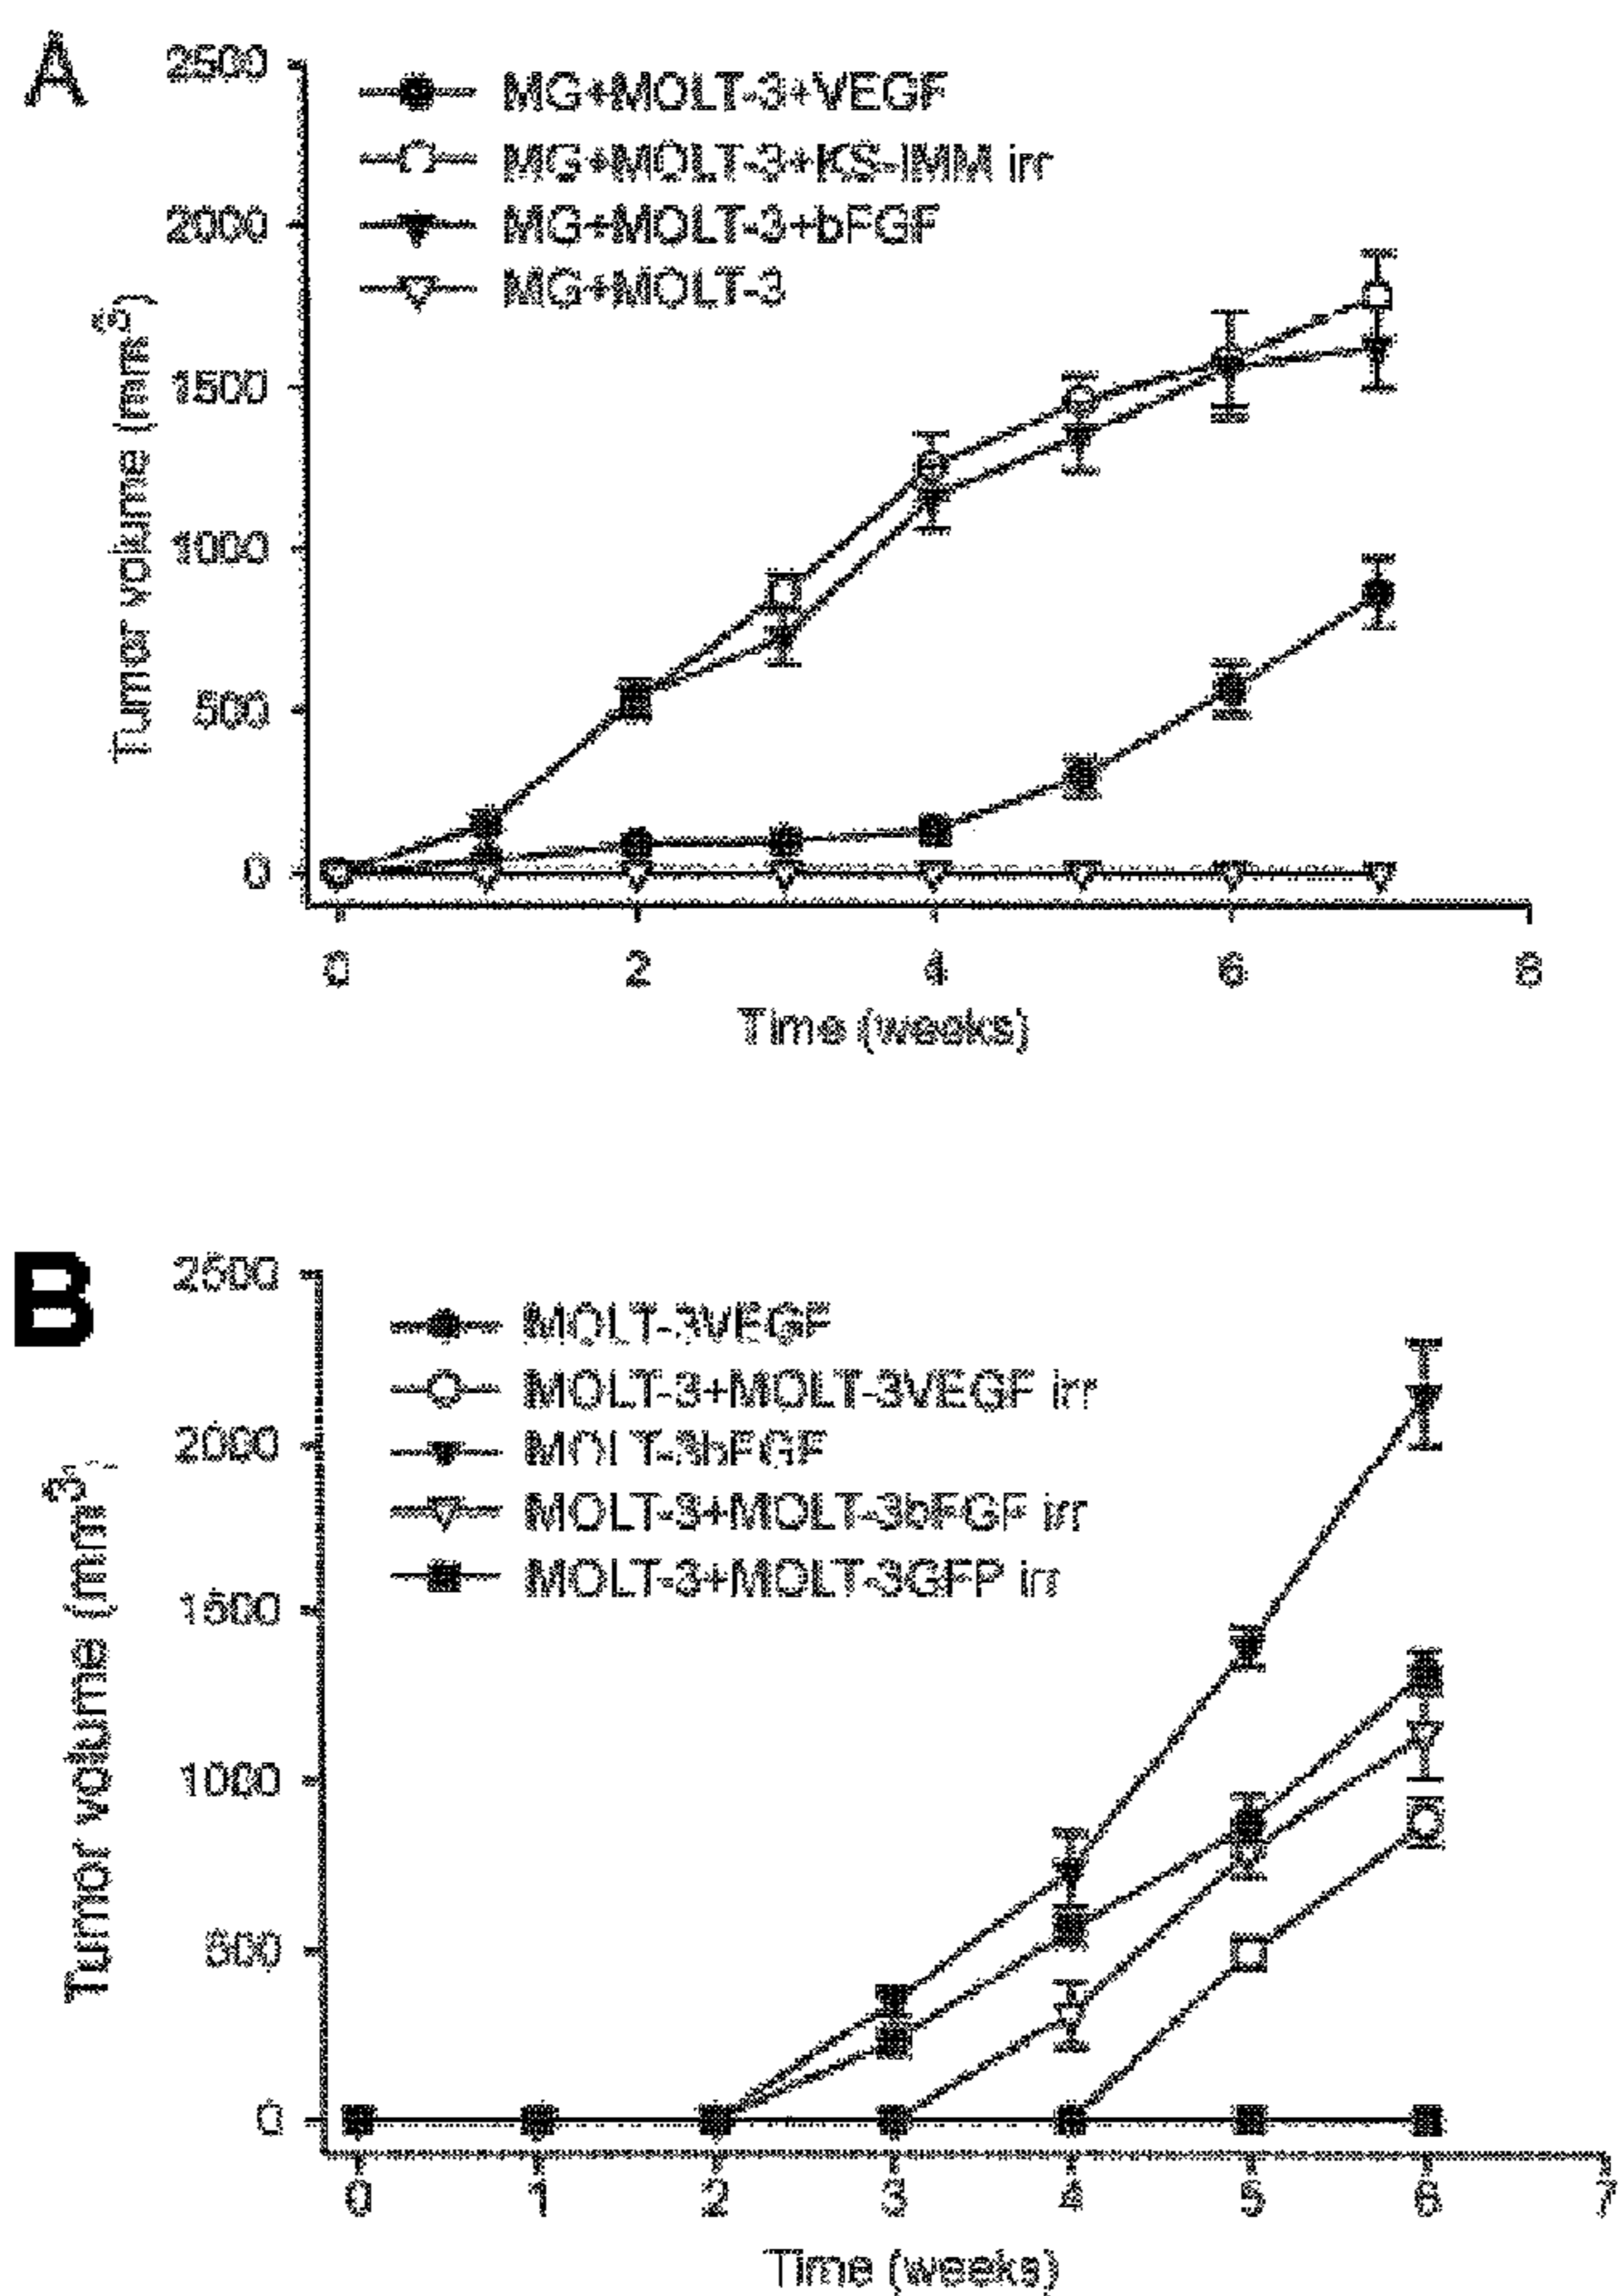 A
2500
2000
1500
1000
500
0
Tumor volume (mm3)
MG+MOLT-3+VEGF
MG+MOLT-3+KS-IMM irr
MG+MOLT-3+bFGF
MG+MOLT-3
0 2 4 6 8
Time (weeks)
B
2500
2000
1500
1000
500
0
Tumor volume (mm3)
MOLT-3VEGF
MOLT-3+MOLT-3VEGF irr
MOLT-3bFGF
MOLT-3+MOLT-3bFGF irr
MOLT-3+MOLT-3GFP irr
0 1 2 3 4 5 6 7
Time (weeks)